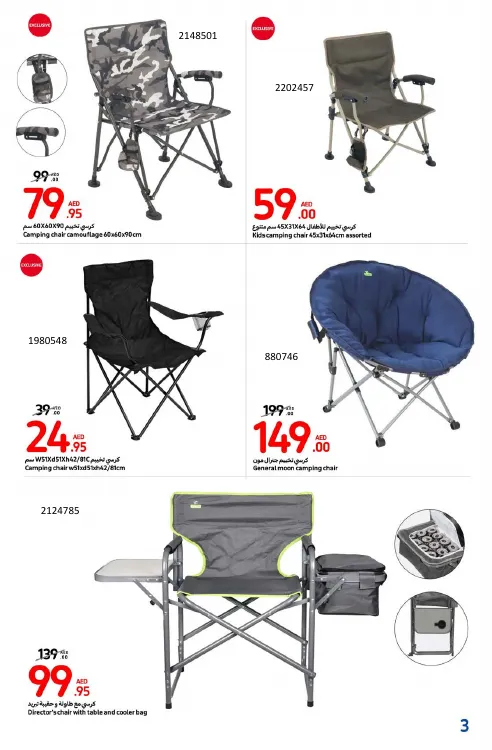 EXCLUSIVE
2148501
99 AED .00
79 AED .95
كرسي تخييم 60X60X90 سم
Camping chair camouflage 60x60x90cm
EXCLUSIVE
2202457
59 AED .00
كرسي تخييم للأطفال 45X31X64 سم متنوع
Kids camping chair 45x31x64cm assorted
EXCLUSIVE
1980548
39 AED .00
24 AED .95
كرسي تخييم W51Xd51Xh42/81C سم
Camping chair w51xd51xh42/81cm
880746
199 AED .00
149 AED .00
كرسي تخييم جنرال مون
General moon camping chair
2124785
139 AED .00
99 AED .95
كرسي مع طاولة و حقيبة تبريد
Director's chair with table and cooler bag
3